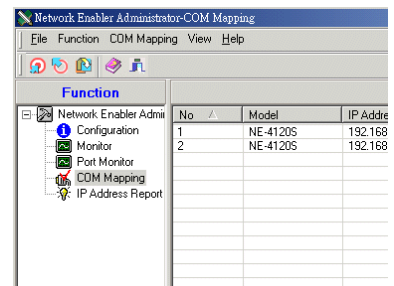 Network Enabler Administrator-COM Mapping
File Function COM Mapping View Help
Function
Network Enabler Admi
Configuration
Monitor
Port Monitor
COM Mapping
IP Address Report
No Model IP Addre
1 NE-4120S 192.168
2 NE-4120S 192.168